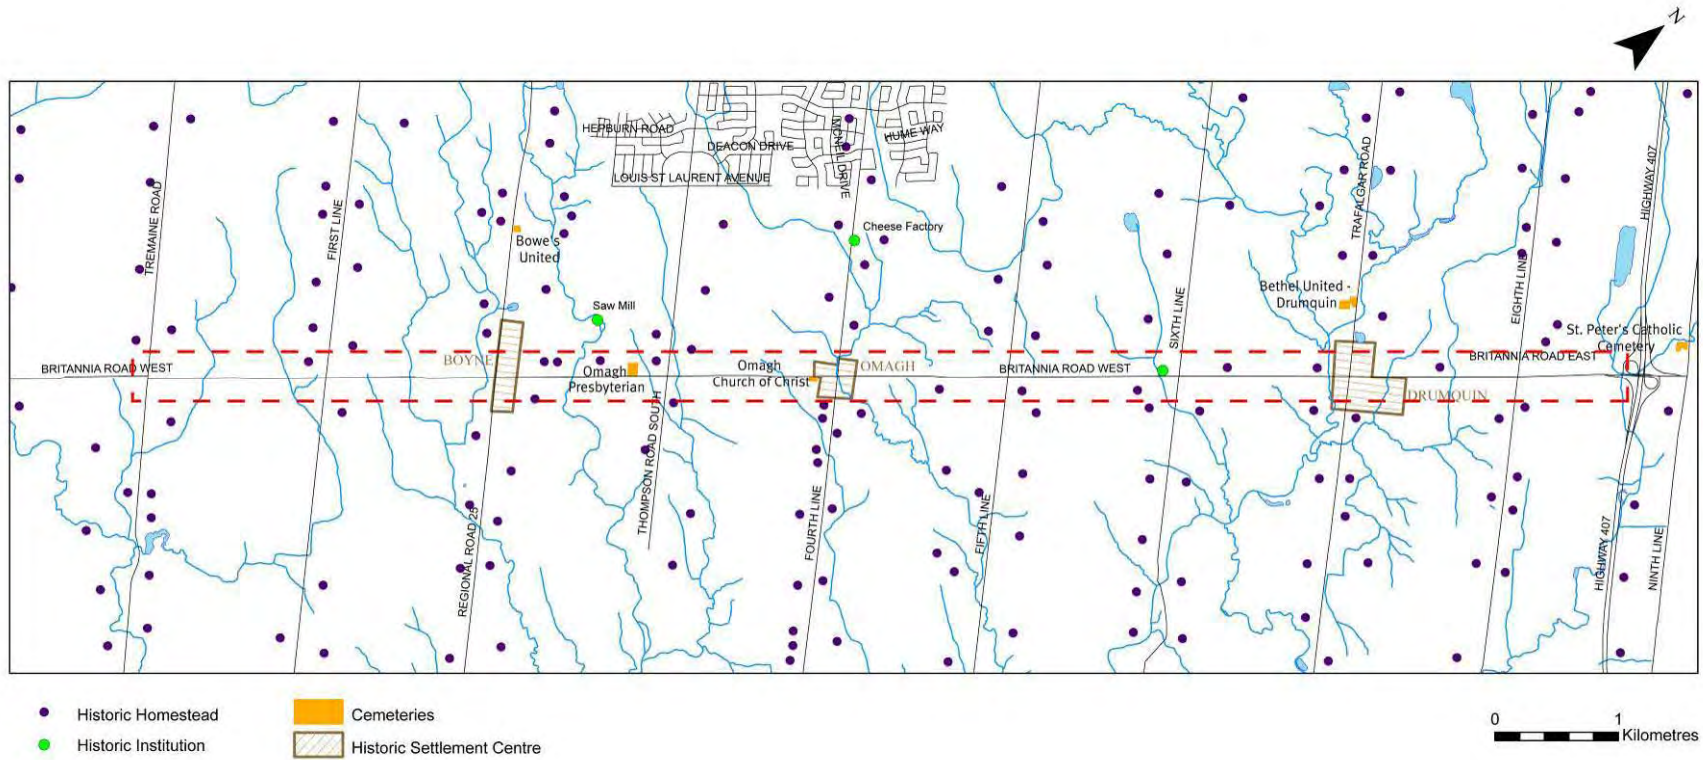 N
HEPBURN ROAD
DEACON DRIVE
LOUIS ST LAURENT AVENUE
MCNEIL DRIVE
HUME WAY
TREMAINE ROAD
FIRST LINE
Bowe's
United
Cheese Factory
TRAFALGAR ROAD
HIGHWAY 407
Saw Mill
SIXTH LINE
Bethel United -
Drumquin
EIGHTH LINE
St. Peter's Catholic
Cemetery
BRITANNIA ROAD WEST
BOYNE
Omagh
Presbyterian
Omagh
Church of Christ
OMAGH
BRITANNIA ROAD WEST
BRITANNIA ROAD EAST
DRUMQUIN
REGIONAL ROAD 25
THOMPSON ROAD SOUTH
FOURTH LINE
FIFTH LINE
HIGHWAY 407
NINTH LINE
Historic Homestead
Historic Institution
Cemeteries
Historic Settlement Centre
0 1
Kilometres